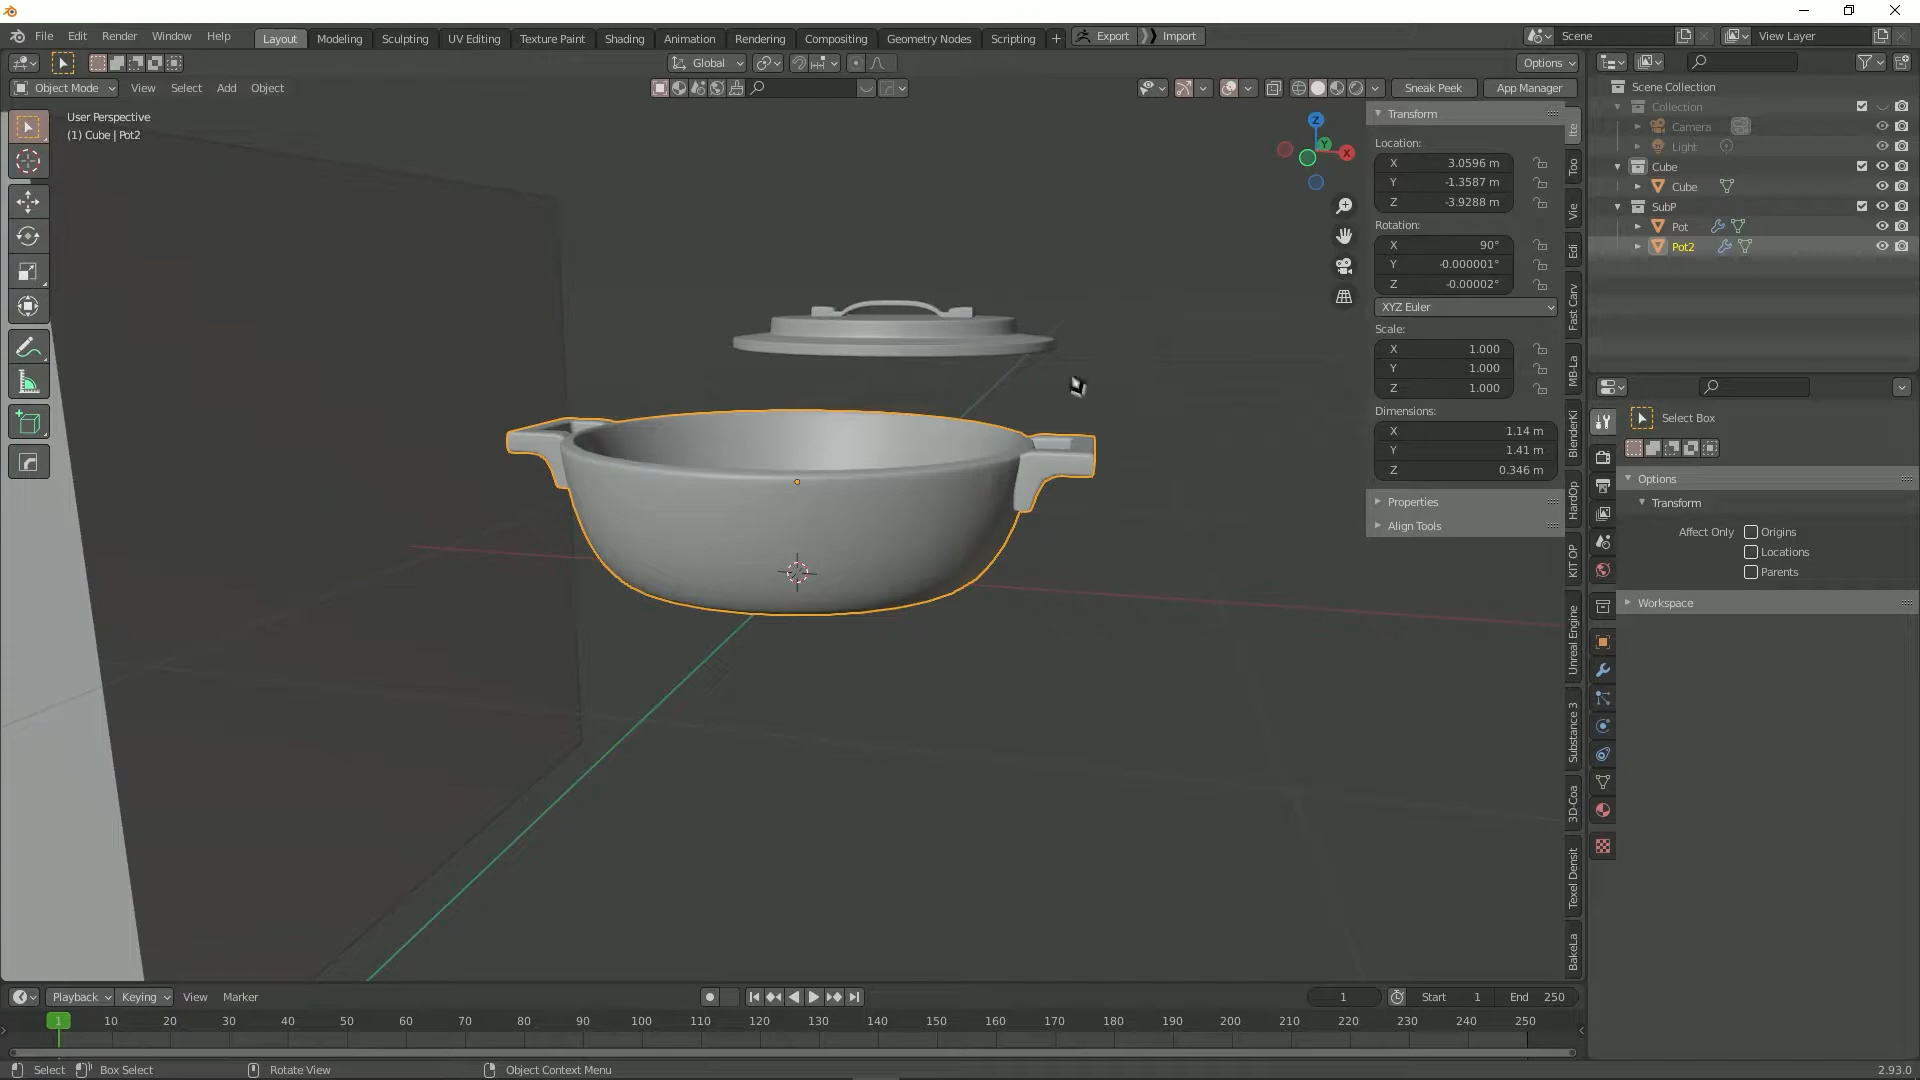 File Edit Render Window Help Layout Modeling Sculpting UV Editing Texture Paint Shading Animation Rendering Compositing Geometry Nodes Scripting + Export Import Scene View Layer
Global Options
Object Mode View Select Add Object Sneak Peek App Manager
User Perspective
(1) Cube | Pot2
Z
Y
X
Transform
Location:
X 3.0596 m
Y -1.3587 m
Z -3.9288 m
Rotation:
X 90°
Y -0.000001°
Z -0.00002°
XYZ Euler
Scale:
X 1.000
Y 1.000
Z 1.000
Dimensions:
X 1.14 m
Y 1.41 m
Z 0.346 m
Properties
Align Tools
Ite
Too
Vie
Edi
Fast Carv
MB-La
BlenderKi
HardOp
KIT OP
Unreal Engine
Substance 3
3D-Coa
Texel Densit
BakeLa
Scene Collection
Collection
Camera
Light
Cube
Cube
SubP
Pot
Pot2
Select Box
Options
Transform
Affect Only Origins
Locations
Parents
Workspace
Playback Keying View Marker 1 Start 1 End 250
1 10 20 30 40 50 60 70 80 90 100 110 120 130 140 150 160 170 180 190 200 210 220 230 240 250
Select Box Select Rotate View Object Context Menu 2.93.0